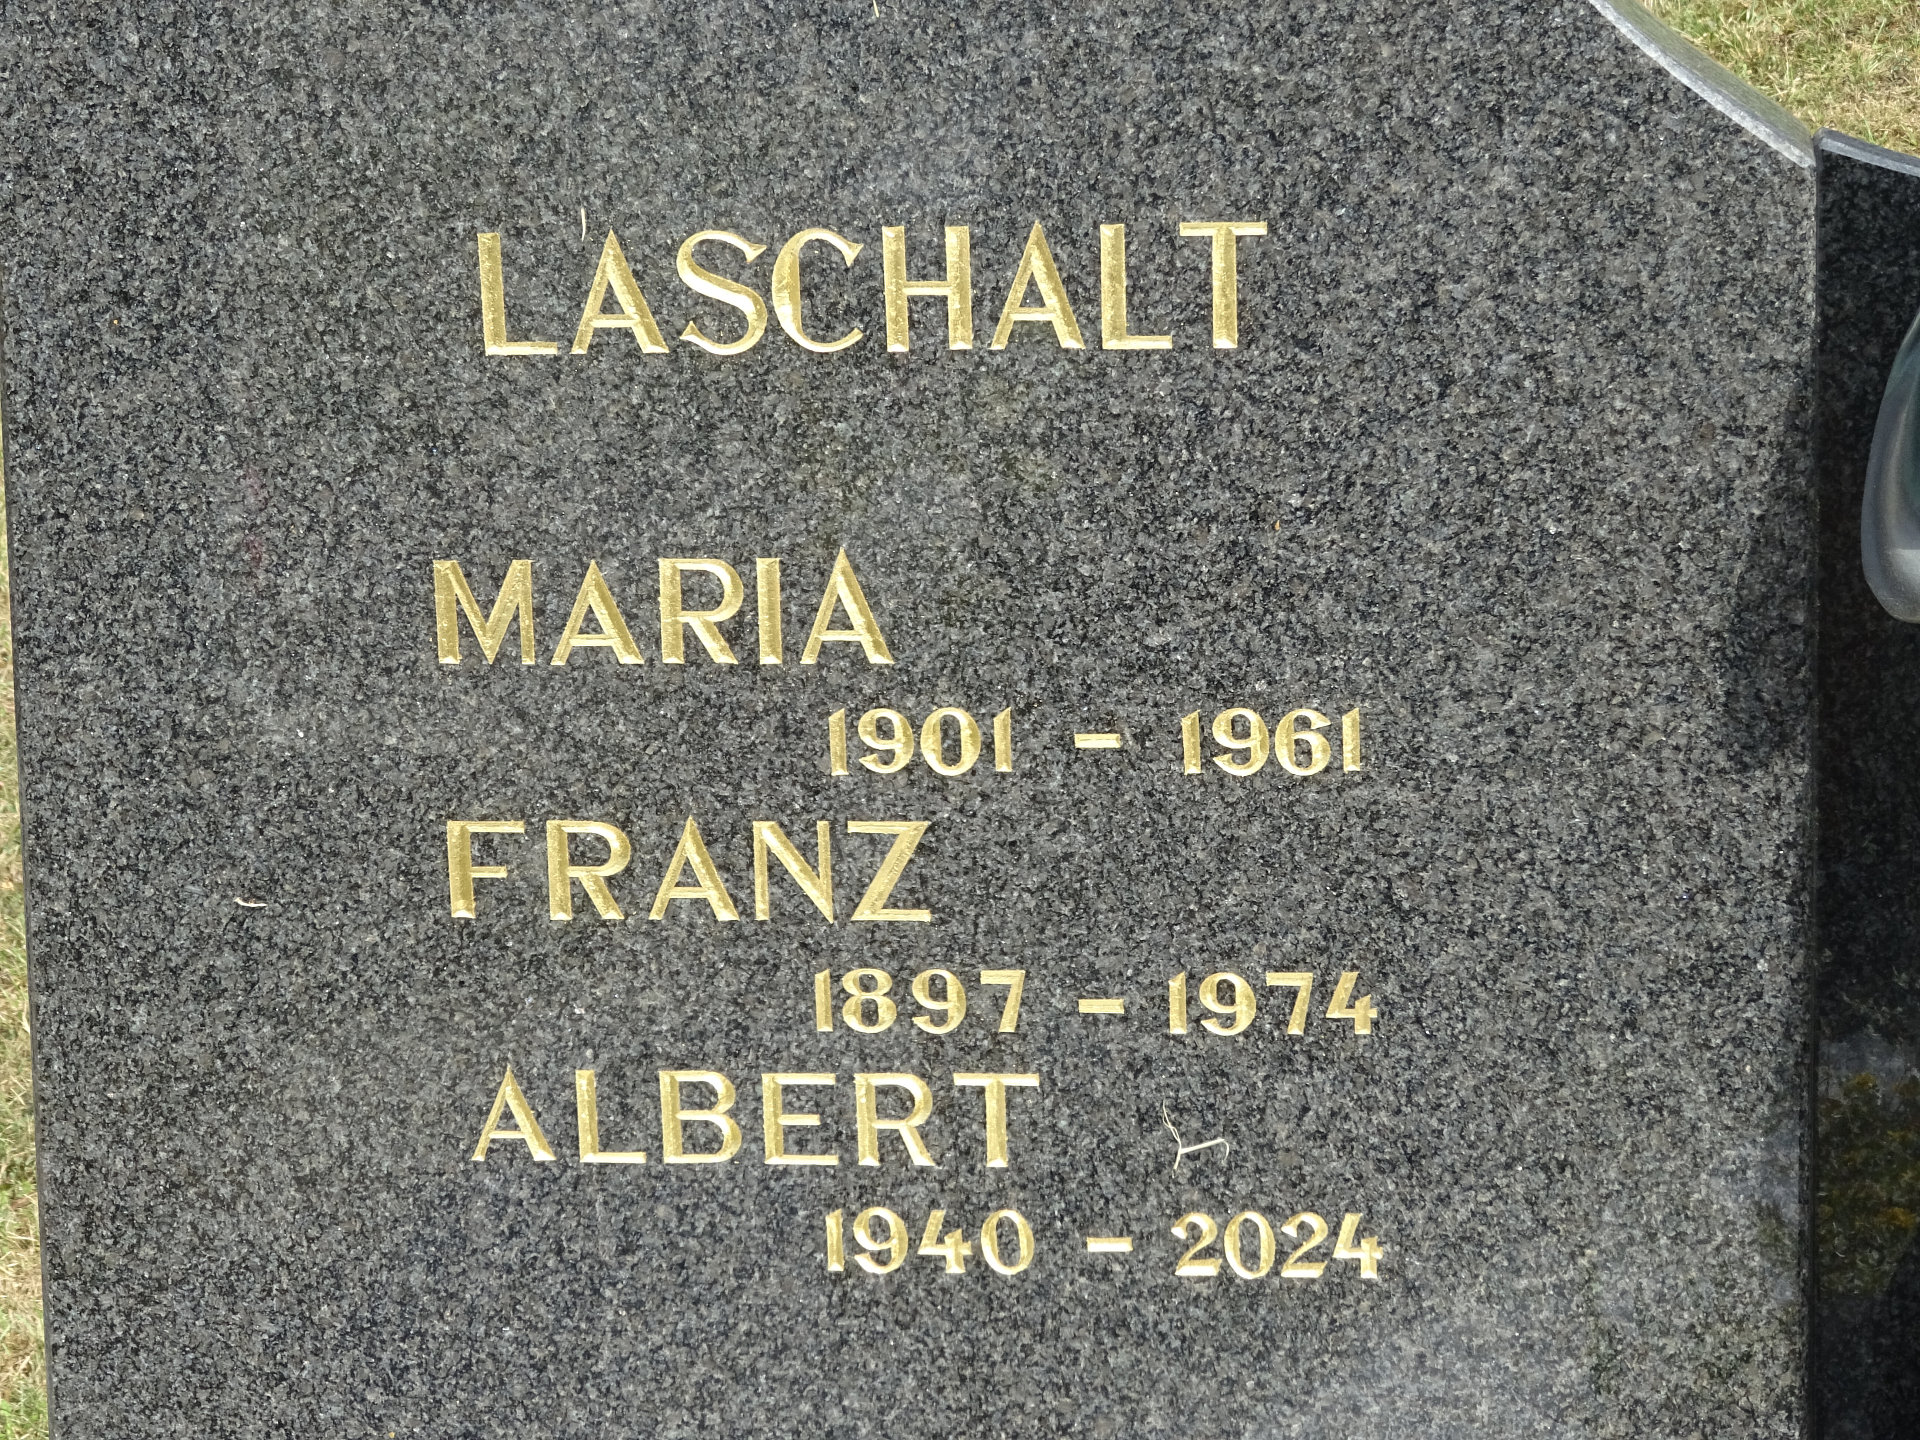 LASCHALT
MARIA
1901 - 1961
FRANZ
1897 - 1974
ALBERT
1940 - 2024